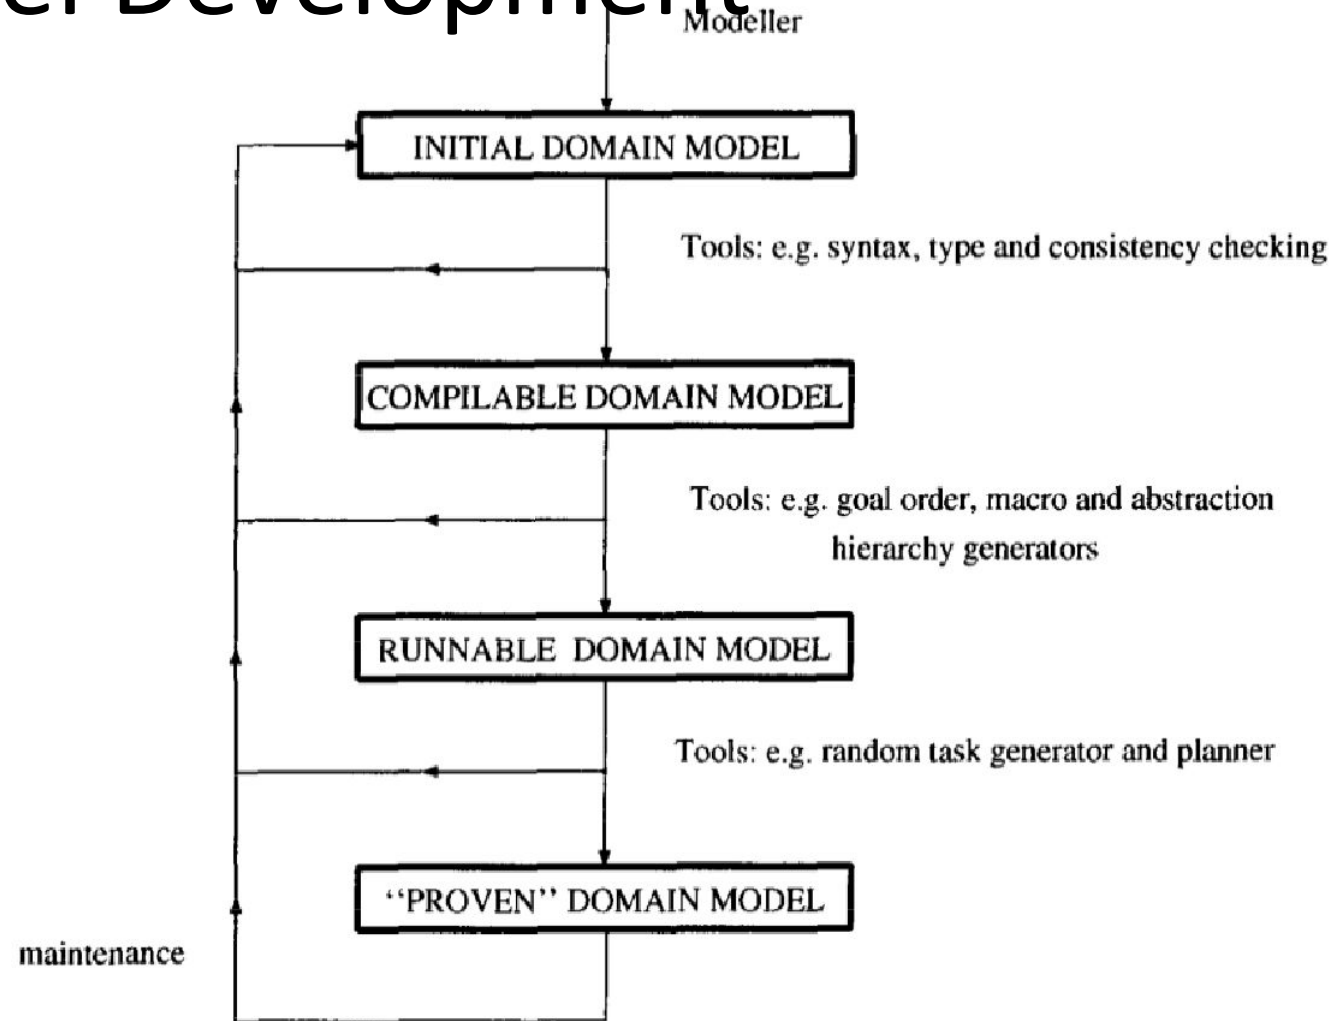 Development
Modeller
INITIAL DOMAIN MODEL
Tools: e.g. syntax, type and consistency checking
COMPILABLE DOMAIN MODEL
Tools: e.g. goal order, macro and abstraction
hierarchy generators
RUNNABLE DOMAIN MODEL
Tools: e.g. random task generator and planner
“PROVEN” DOMAIN MODEL
maintenance